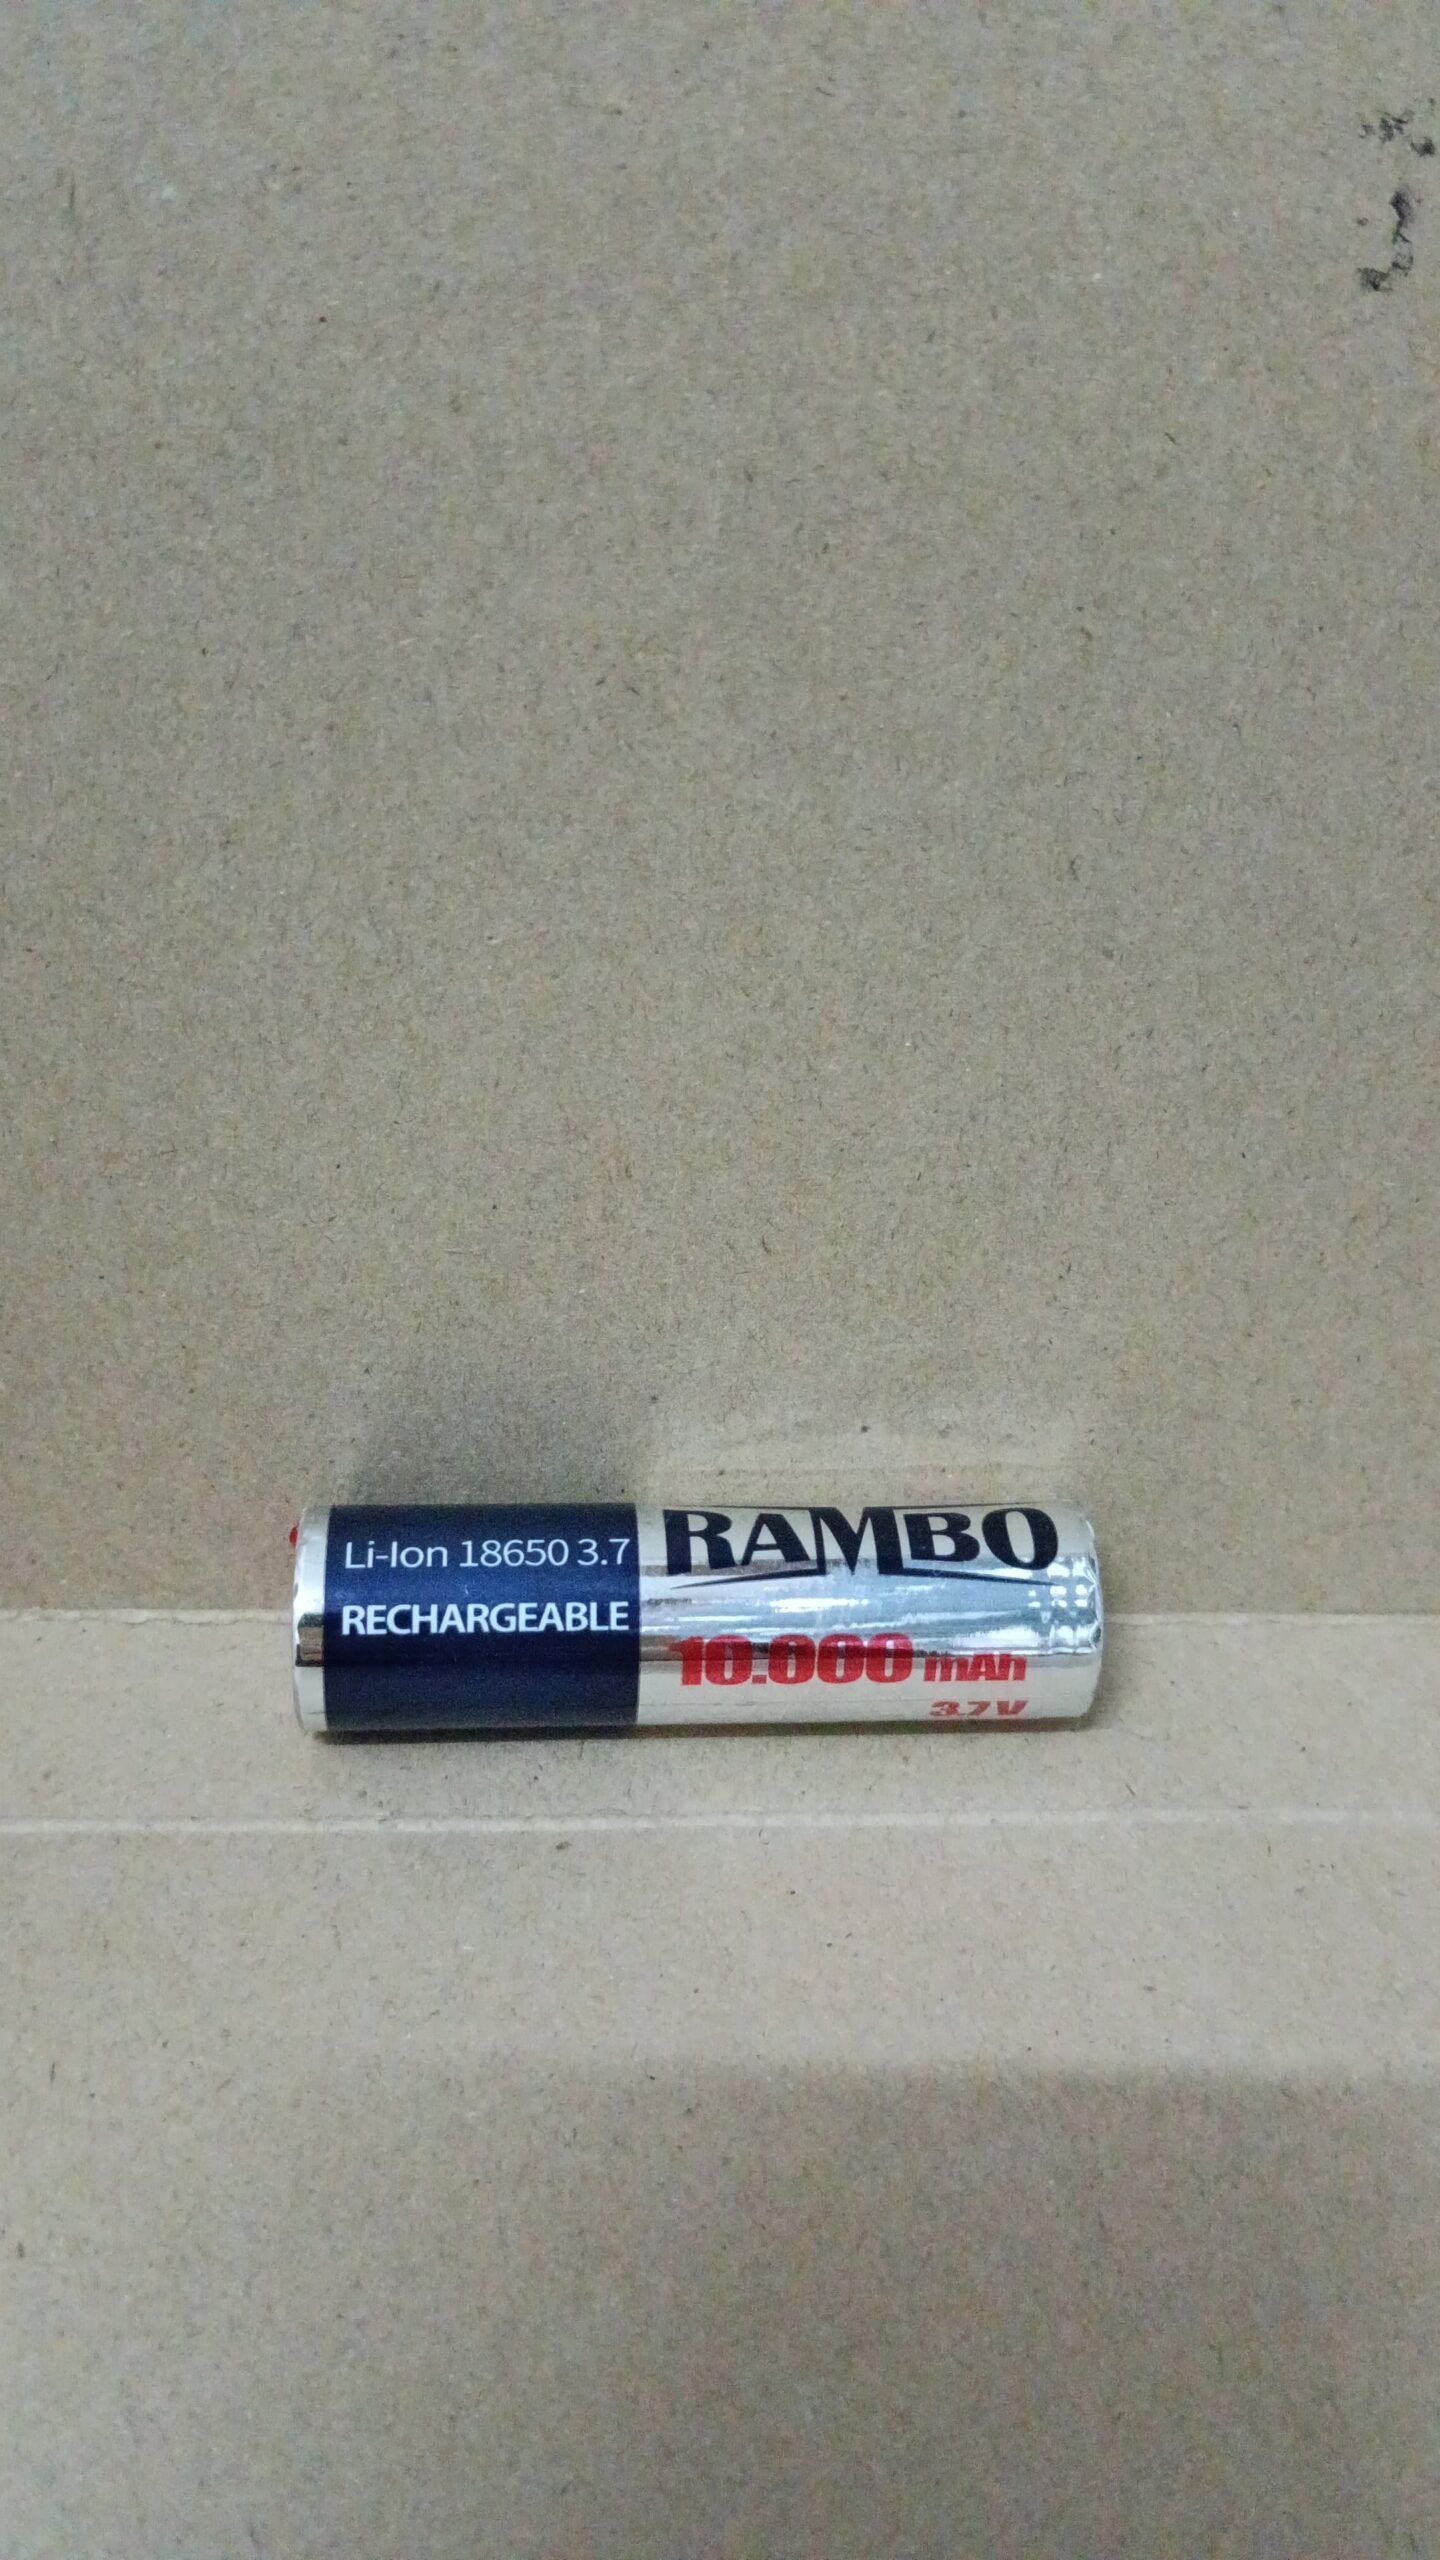 Li-Ion 18650 3.7
RECHARGEABLE
RAMBO
10.000 mAh
3.7V